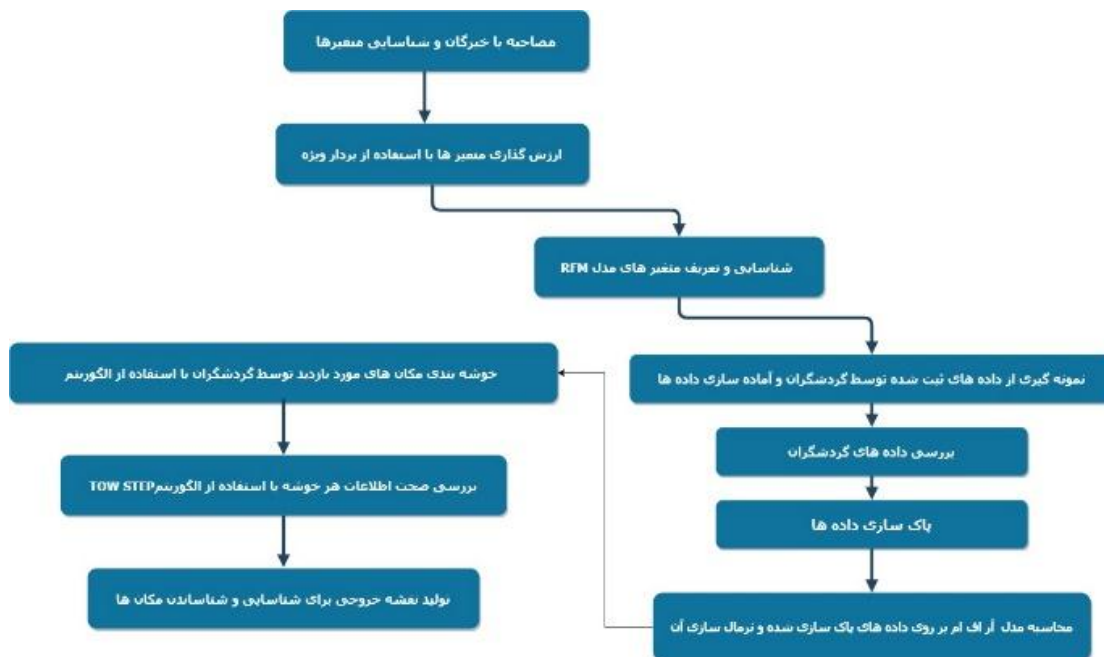 مصاحبه با خبرگان و شناسایی متغیرها
ارزش گذاری متغیر ها با استفاده از بردار ویژه
شناسایی و تعریف متغیر های مدل RFM
نمونه گیری از داده های ثبت شده توسط گردشگران و آماده سازی داده ها
بررسی داده های گردشگران
پاک سازی داده ها
محاسبه مدل آر اف ام بر روی داده های پاک سازی شده و نرمال سازی آن
خوشه بندی مکان های مورد بازدید توسط گردشگران با استفاده از الگوریتم
بررسی صحت اطلاعات هر خوشه با استفاده از الگوریتمTOW STEP
تولید نقشه خروجی برای شناسایی و شناساندن مکان ها